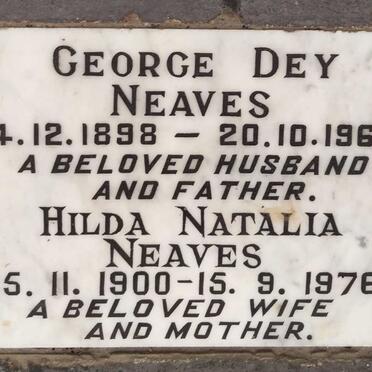 GEORGE DEY
NEAVES
4.12.1898 – 20.10.196
A BELOVED HUSBAND
AND FATHER.
HILDA NATALIA
NEAVES
5. 11. 1900-15. 9. 1976
A BELOVED WIFE
AND MOTHER.